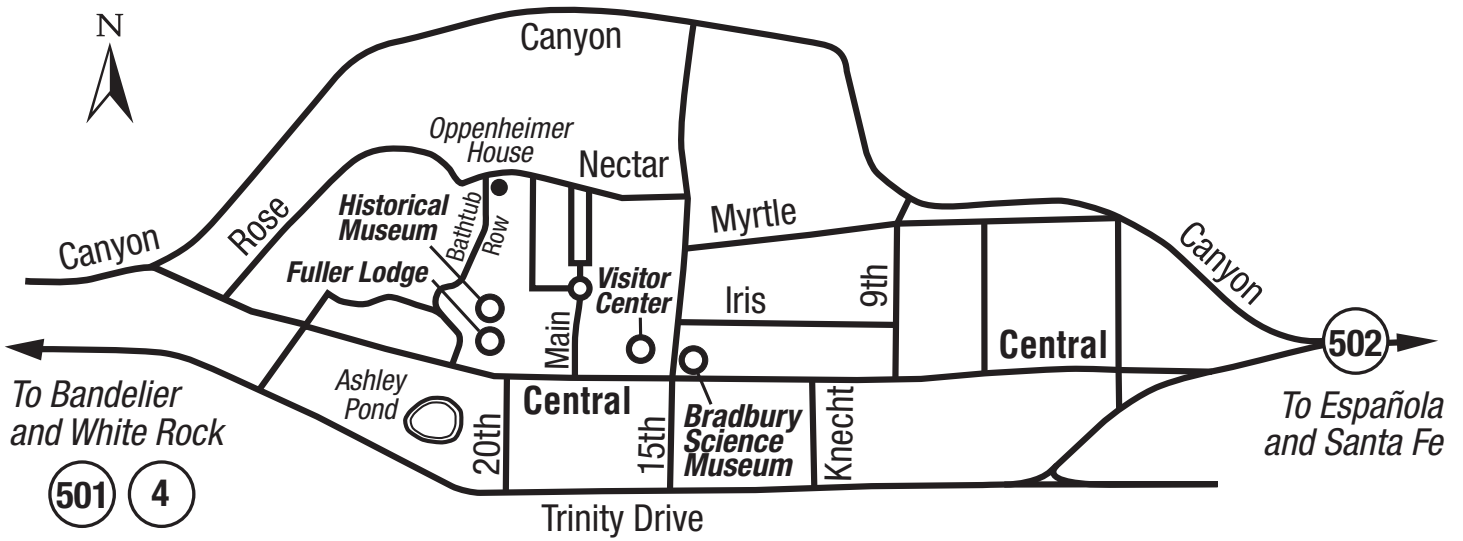 N
Canyon
Oppenheimer
House
Nectar
Historical
Museum
Bathtub
Row
Rose
Myrtle
Canyon
Canyon
Fuller Lodge
Visitor
Center
Iris
9th
Main
Central
502
To Bandelier
and White Rock
501
4
Ashley
Pond
20th
Central
15th
Bradbury
Science
Museum
Knecht
To Española
and Santa Fe
Trinity Drive